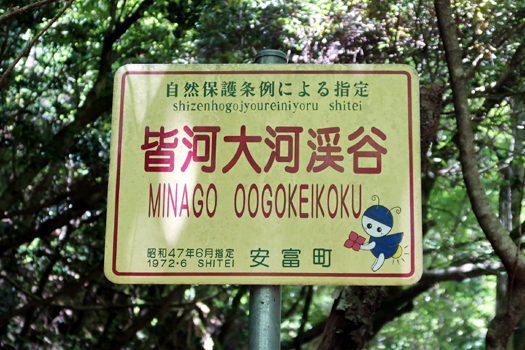 自然保護条例による指定
shizenhogojyoureiniyoru shitei
皆河大河渓谷
MINAGO OOGOKEIKOKU
昭和47年6月指定
1972・6 SHITEI
安富町